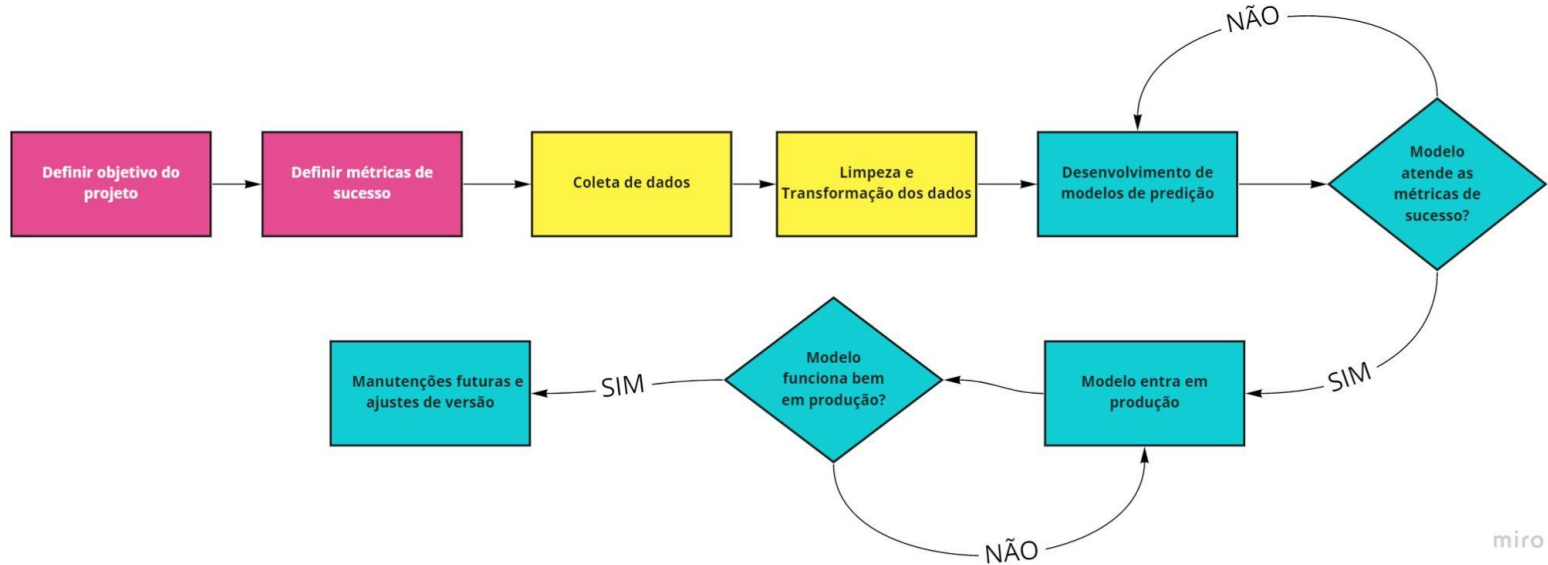 NÃO
Definir objetivo do
projeto
Definir métricas de
sucesso
Coleta de dados
Limpeza e
Transformação dos dados
Desenvolvimento de
modelos de predição
Modelo
atende as
métricas de
sucesso?
SIM
Modelo entra em
produção
Modelo
funciona bem
em produção?
SIM
Manutenções futuras e
ajustes de versão
NÃO
miro